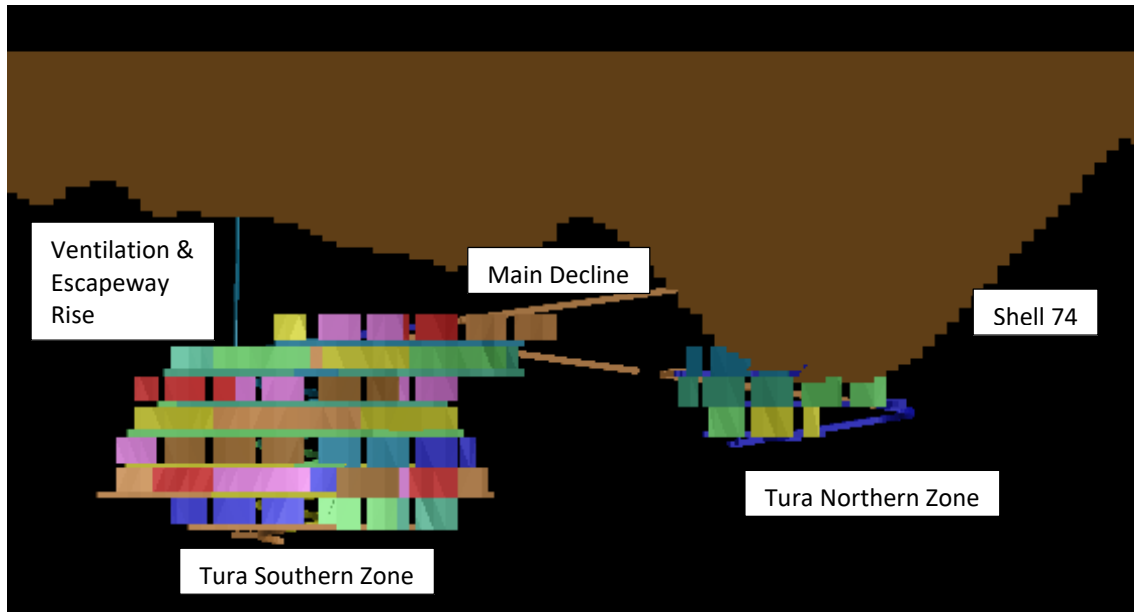 Ventilation &
Escapeway
Rise
Main Decline
Shell 74
Tura Northern Zone
Tura Southern Zone